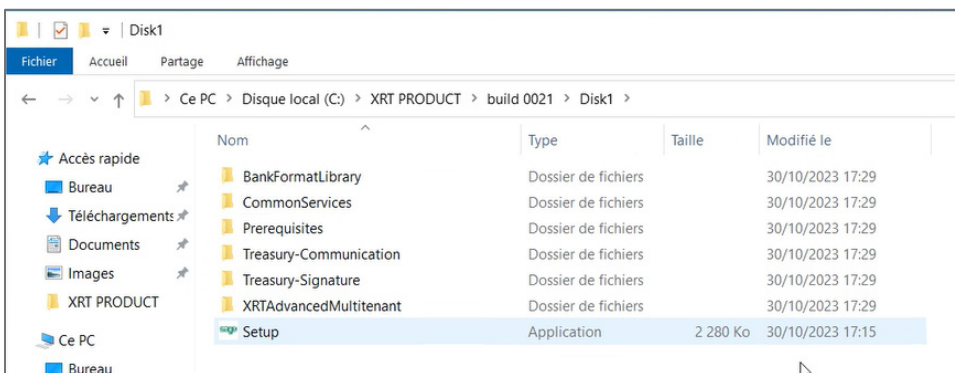 Disk1
Fichier Accueil Partage Affichage
Ce PC > Disque local (C:) > XRT PRODUCT > build 0021 > Disk1 >
Nom Type Taille Modifié le
Accès rapide
Bureau
Téléchargements
Documents
Images
XRT PRODUCT
Ce PC
Bureau
BankFormatLibrary Dossier de fichiers 30/10/2023 17:29
CommonServices Dossier de fichiers 30/10/2023 17:29
Prerequisites Dossier de fichiers 30/10/2023 17:29
Treasury-Communication Dossier de fichiers 30/10/2023 17:29
Treasury-Signature Dossier de fichiers 30/10/2023 17:29
XRTAdvancedMultitenant Dossier de fichiers 30/10/2023 17:29
Setup Application 2 280 Ko 30/10/2023 17:15